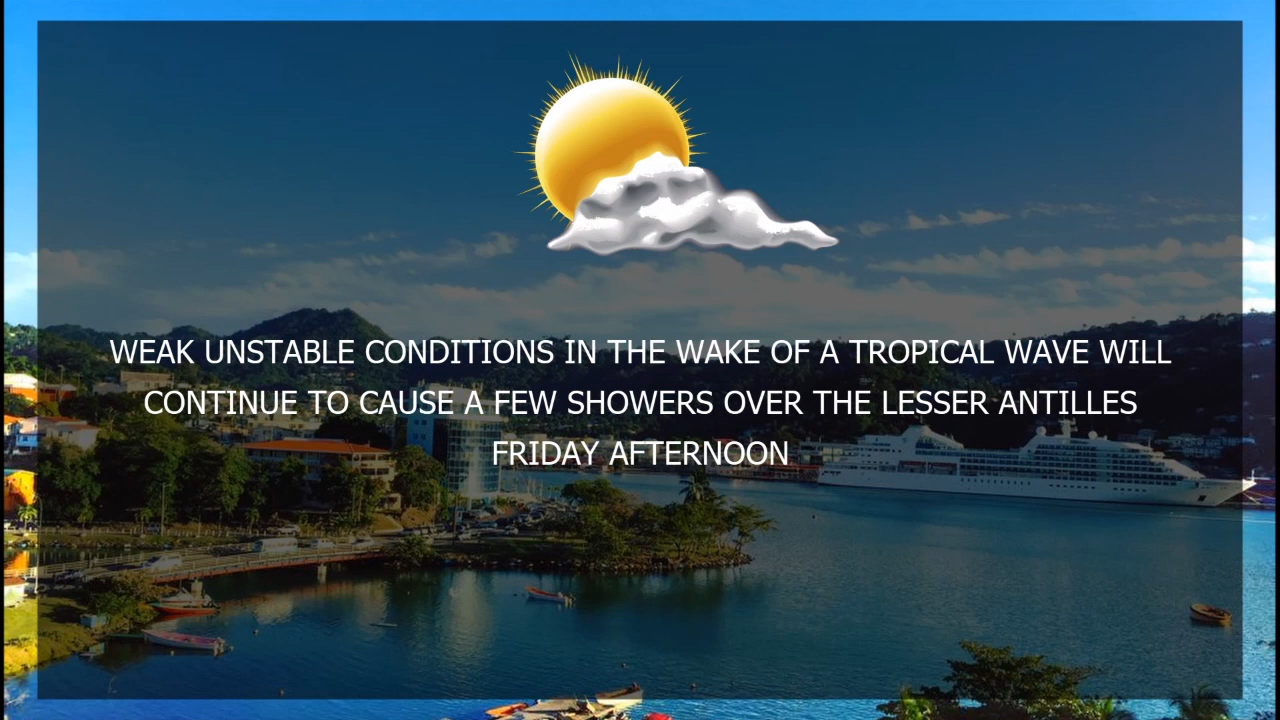 WEAK UNSTABLE CONDITIONS IN THE WAKE OF A TROPICAL WAVE WILL
CONTINUE TO CAUSE A FEW SHOWERS OVER THE LESSER ANTILLES
FRIDAY AFTERNOON